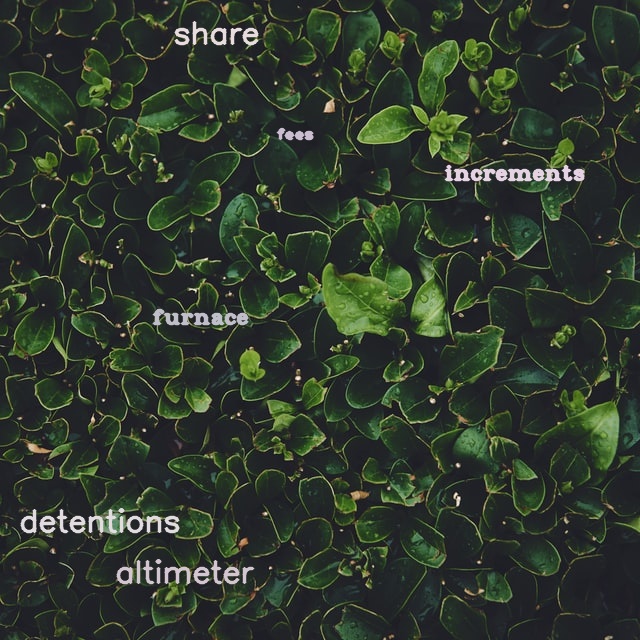 share
fees
increments
furnace
detentions
altimeter